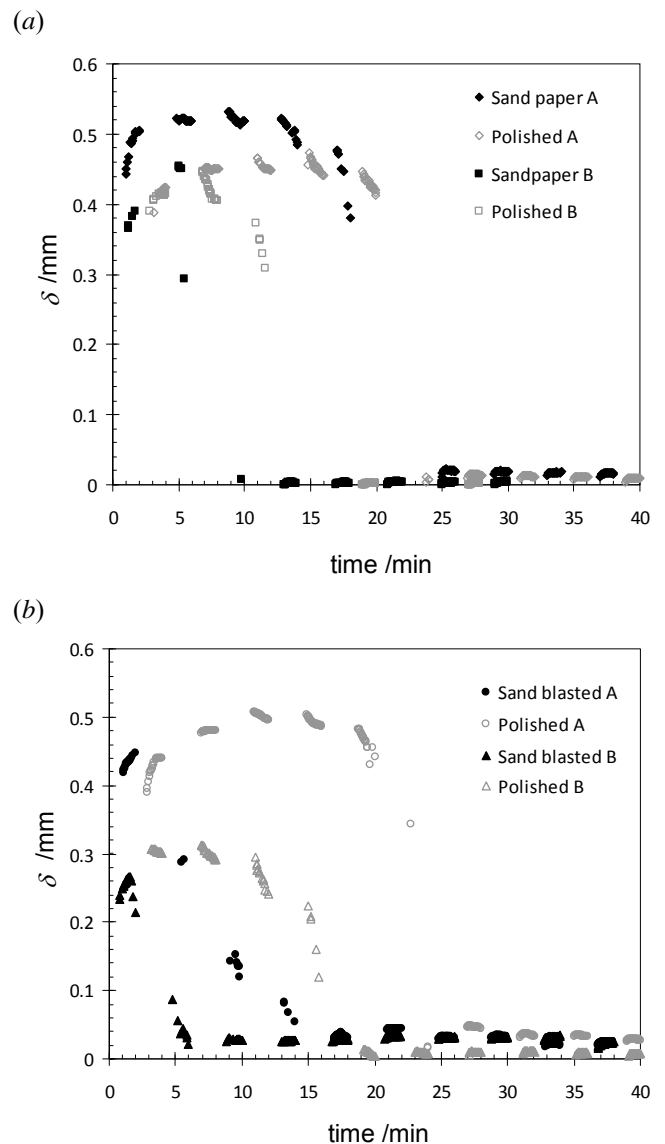 (a)
0.6
0.5
0.4
0.3
0.2
0.1
0
δ /mm
Sand paper A
Polished A
Sandpaper B
Polished B
0 5 10 15 20 25 30 35 40
time /min
(b)
0.6
0.5
0.4
0.3
0.2
0.1
0
δ /mm
Sand blasted A
Polished A
Sand blasted B
Polished B
0 5 10 15 20 25 30 35 40
time /min